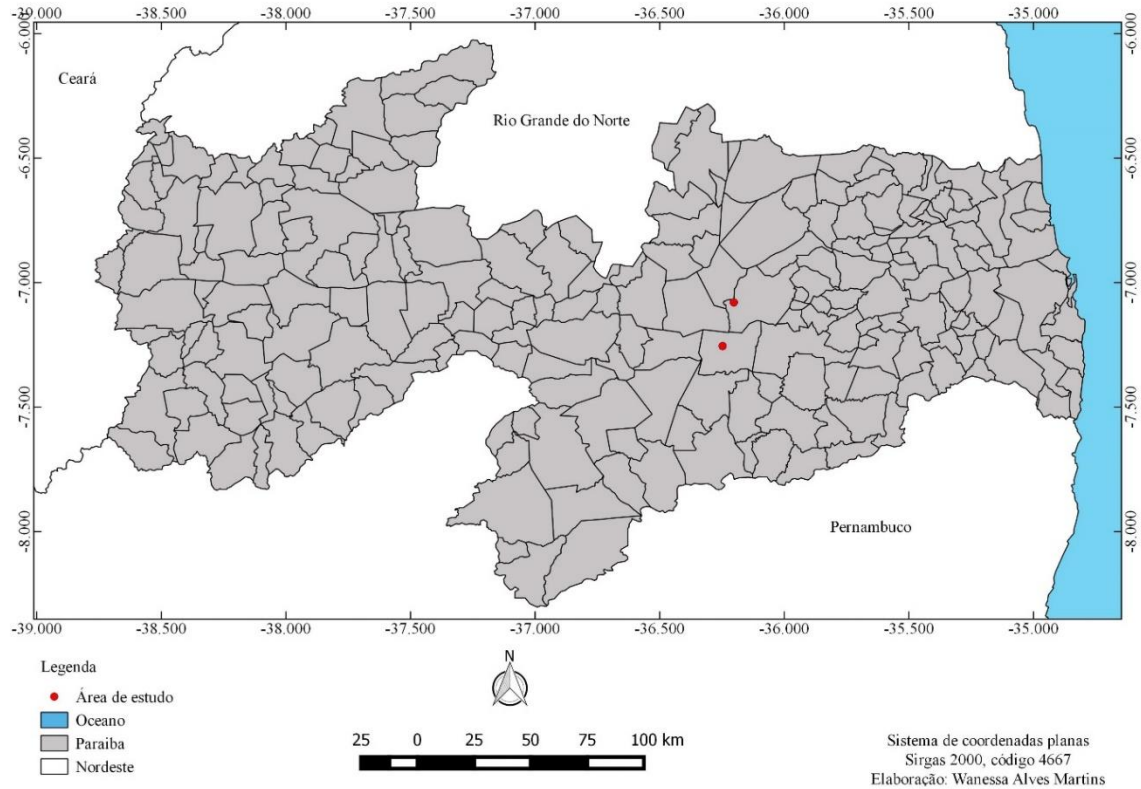 -39.000 -38.500 -38.000 -37.500 -37.000 -36.500 -36.000 -35.500 -35.000
-6.000 -6.000
Ceará
Rio Grande do Norte
-6.500 -6.500
-7.000 -7.000
-7.500 -7.500
Pernambuco
-8.000 -8.000
-39.000 -38.500 -38.000 -37.500 -37.000 -36.500 -36.000 -35.500 -35.000
Legenda
Área de estudo
Oceano
Paraiba
Nordeste
N
25 0 25 50 75 100 km
Sistema de coordenadas planas
Sirgas 2000, código 4667
Elaboração: Wanessa Alves Martins